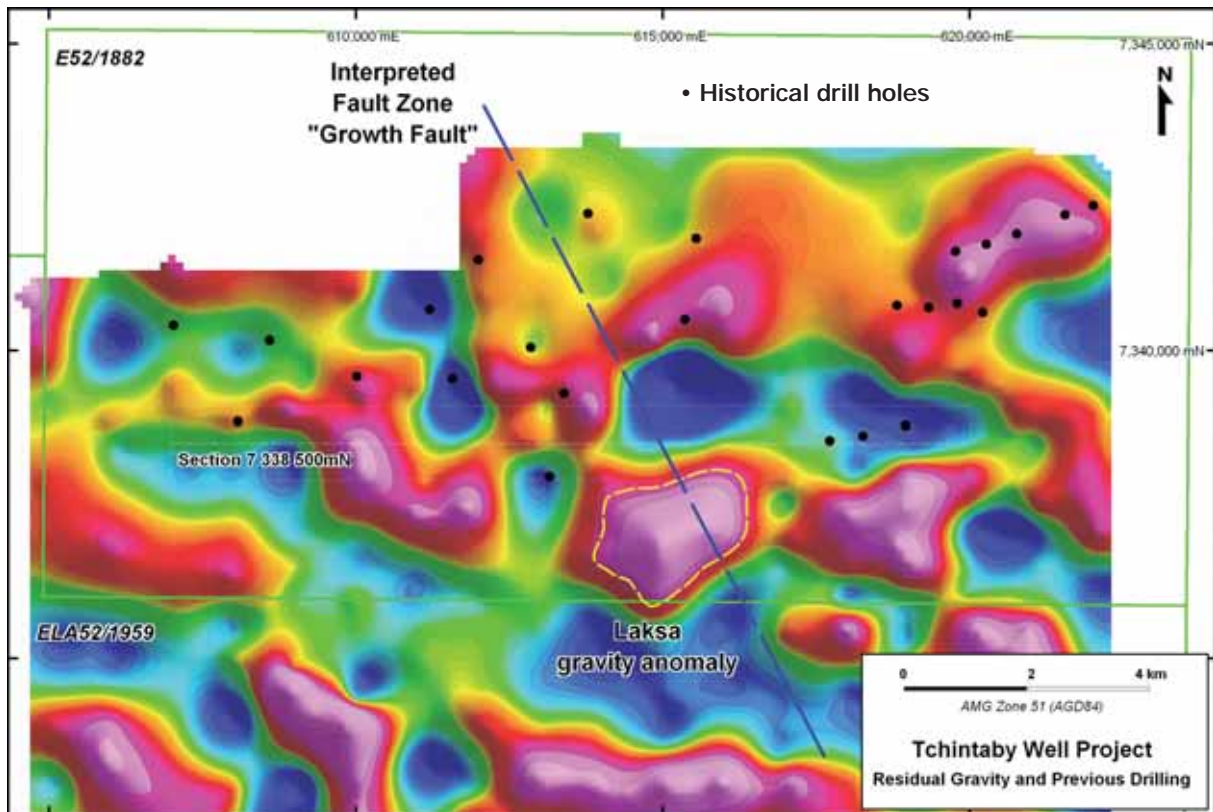 610,000 mE
615,000 mE
620,000 mE
7,345,000 mN
E52/1882
Interpreted
Fault Zone
"Growth Fault"
• Historical drill holes
N
7,340,000 mN
Section 7 338 500mN
ELA52/1959
Laksa
gravity anomaly
0 2 4 km
AMG Zone 51 (AGD84)
Tchintaby Well Project
Residual Gravity and Previous Drilling